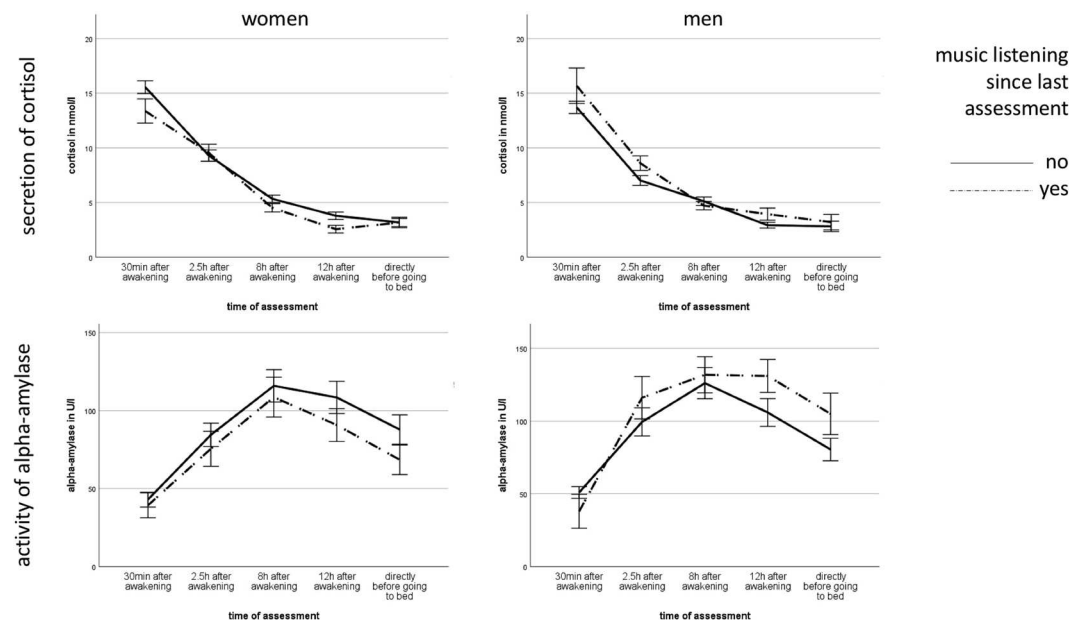 women
men
secretion of cortisol
cortisol in nmol/l
20
15
10
5
0
30min after awakening
2.5h after awakening
8h after awakening
12h after awakening
directly before going to bed
time of assessment
cortisol in nmol/l
20
15
10
5
0
30min after awakening
2.5h after awakening
8h after awakening
12h after awakening
directly before going to bed
time of assessment
music listening
since last
assessment
no
yes
activity of alpha-amylase
alpha-amylase in U/l
150
100
50
0
30min after awakening
2.5h after awakening
8h after awakening
12h after awakening
directly before going to bed
time of assessment
alpha-amylase in U/l
150
100
50
0
30min after awakening
2.5h after awakening
8h after awakening
12h after awakening
directly before going to bed
time of assessment